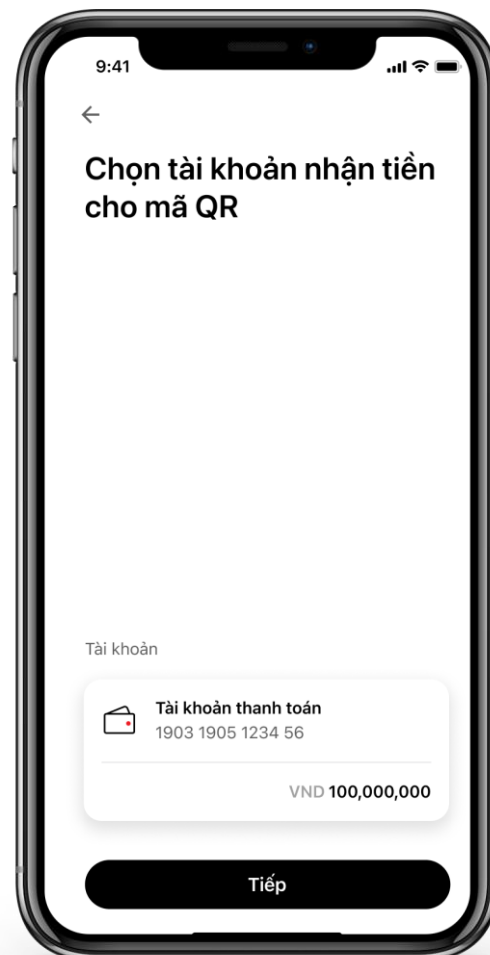 9:41
Chọn tài khoản nhận tiền
cho mã QR
Tài khoản
Tài khoản thanh toán
1903 1905 1234 56
VND 100,000,000
Tiếp